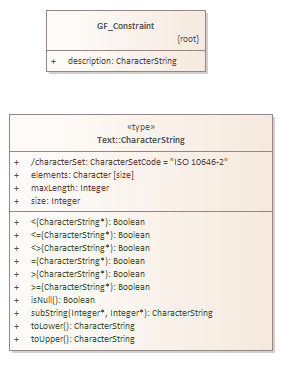 GF_Constraint
{root}
+ description: CharacterString
«type»
Text::CharacterString
+ /characterSet: CharacterSetCode = "ISO 10646-2"
+ elements: Character [size]
+ maxLength: Integer
+ size: Integer
+ <(CharacterString*): Boolean
+ <=(CharacterString*): Boolean
+ <>(CharacterString*): Boolean
+ =(CharacterString*): Boolean
+ >(CharacterString*): Boolean
+ >=(CharacterString*): Boolean
+ isNull(): Boolean
+ subString(Integer*, Integer*): CharacterString
+ toLower(): CharacterString
+ toUpper(): CharacterString